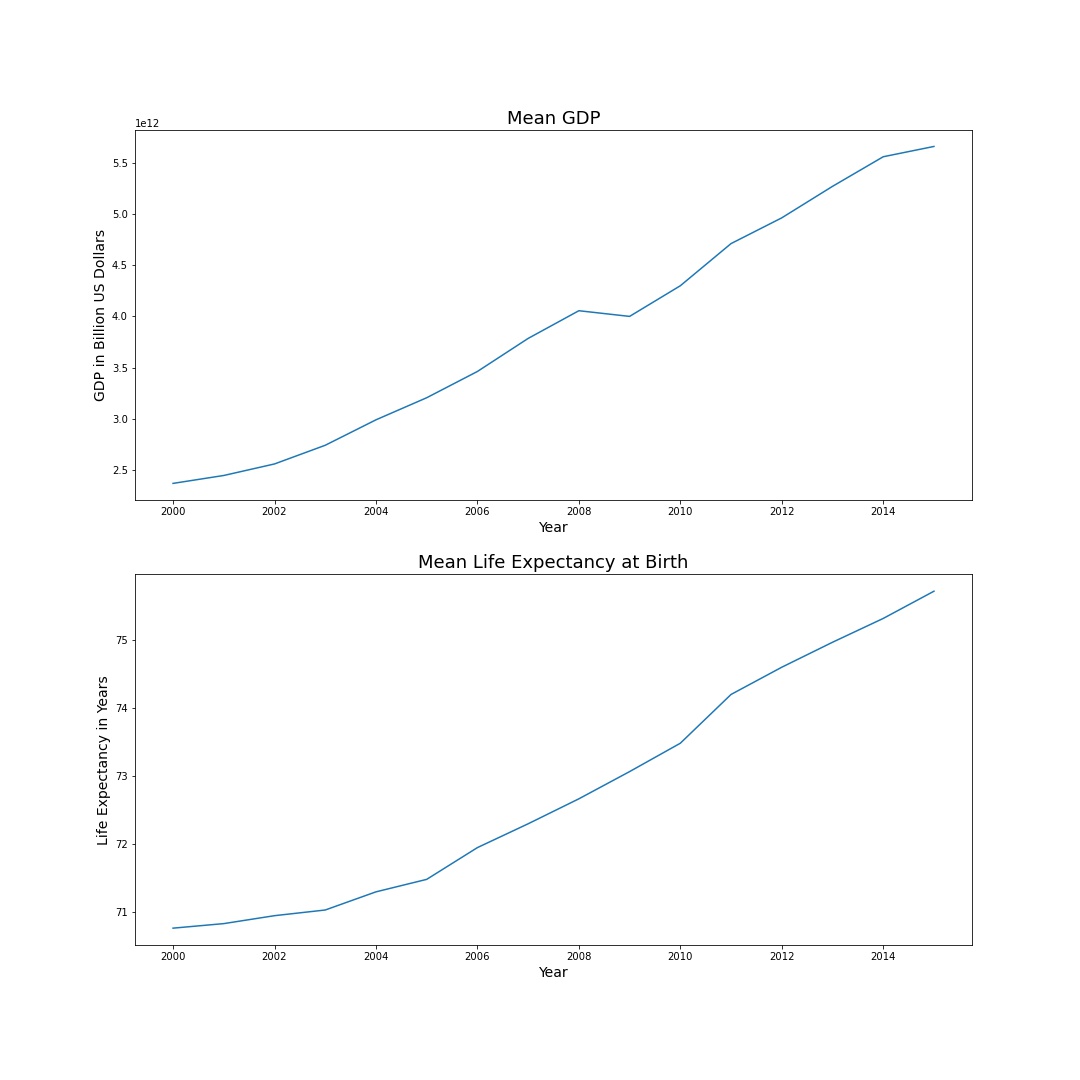 Mean GDP
1e12
5.5
5.0
4.5
4.0
3.5
3.0
2.5
GDP in Billion US Dollars
2000 2002 2004 2006 2008 2010 2012 2014
Year
Mean Life Expectancy at Birth
75
74
73
72
71
Life Expectancy in Years
2000 2002 2004 2006 2008 2010 2012 2014
Year